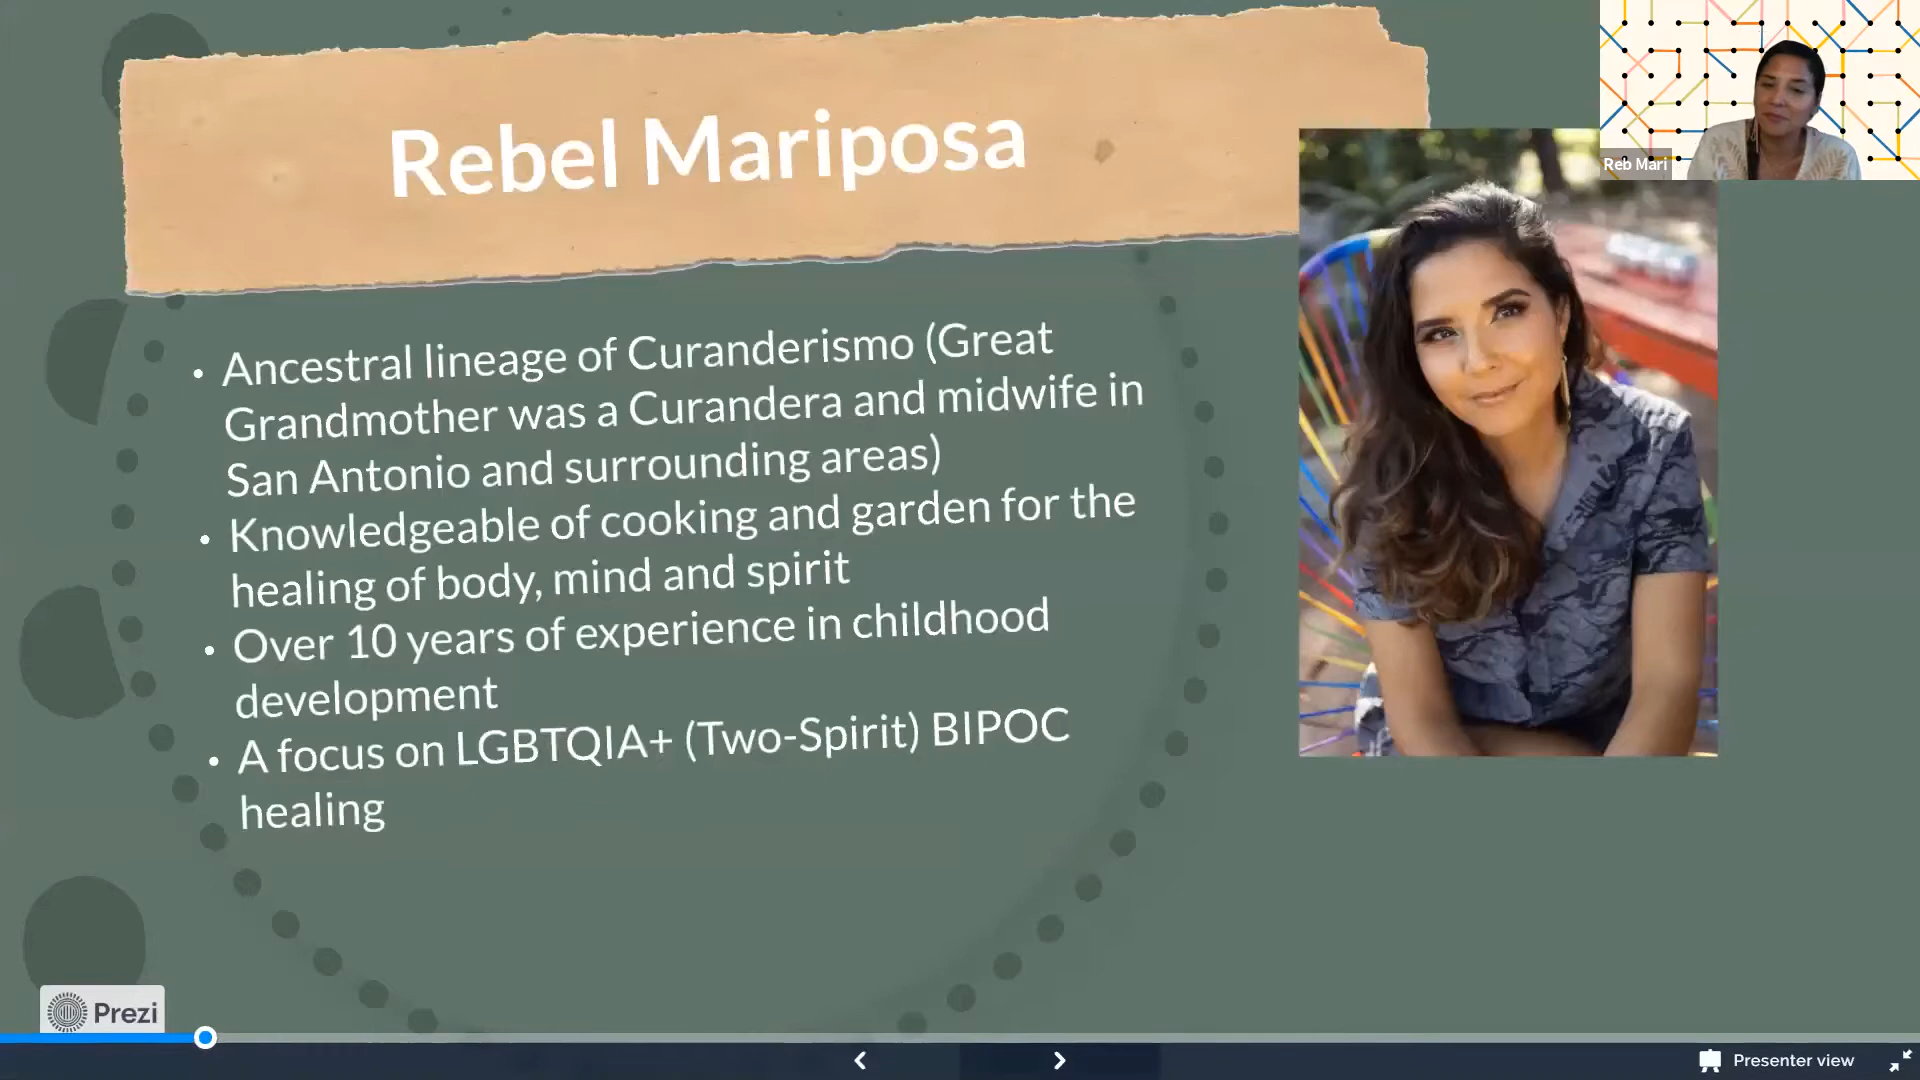 Rebel Mariposa
Reb Mari
• Ancestral lineage of Curanderismo (Great
Grandmother was a Curandera and midwife in
San Antonio and surrounding areas)
• Knowledgeable of cooking and garden for the
healing of body, mind and spirit
• Over 10 years of experience in childhood
development
• A focus on LGBTQIA+ (Two-Spirit) BIPOC
healing
Prezi
Presenter view